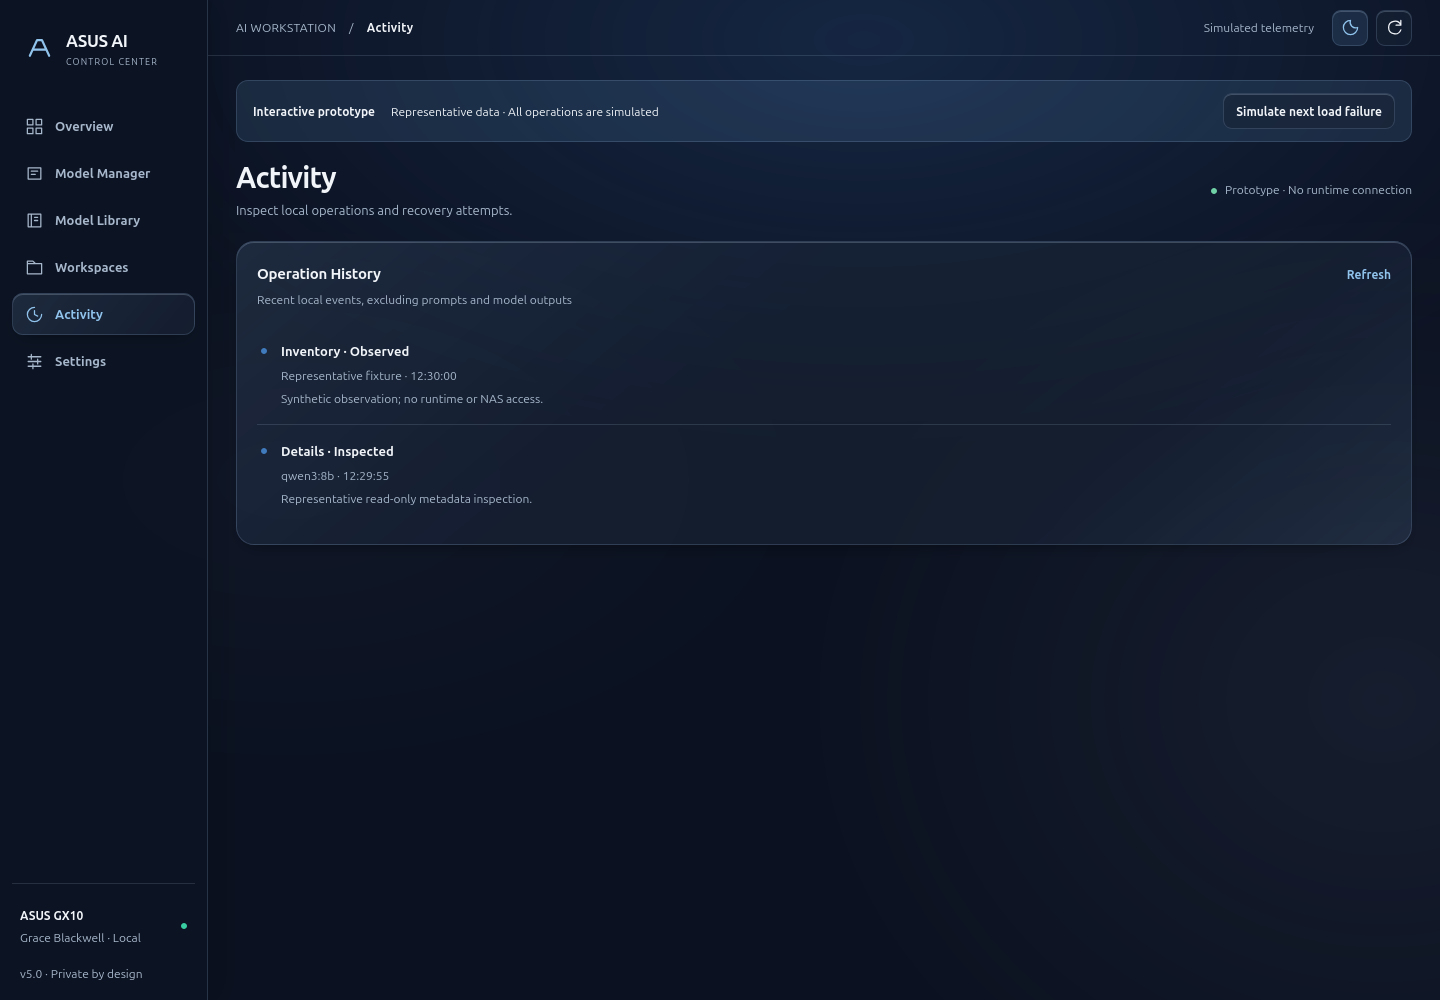 ASUS AI
CONTROL CENTER
Overview
Model Manager
Model Library
Workspaces
Activity
Settings
ASUS GX10
Grace Blackwell · Local
v5.0 · Private by design
AI WORKSTATION / Activity
Simulated telemetry
Interactive prototype Representative data · All operations are simulated
Simulate next load failure
Activity
Inspect local operations and recovery attempts.
Prototype · No runtime connection
Operation History
Refresh
Recent local events, excluding prompts and model outputs
Inventory · Observed
Representative fixture · 12:30:00
Synthetic observation; no runtime or NAS access.
Details · Inspected
qwen3:8b · 12:29:55
Representative read-only metadata inspection.